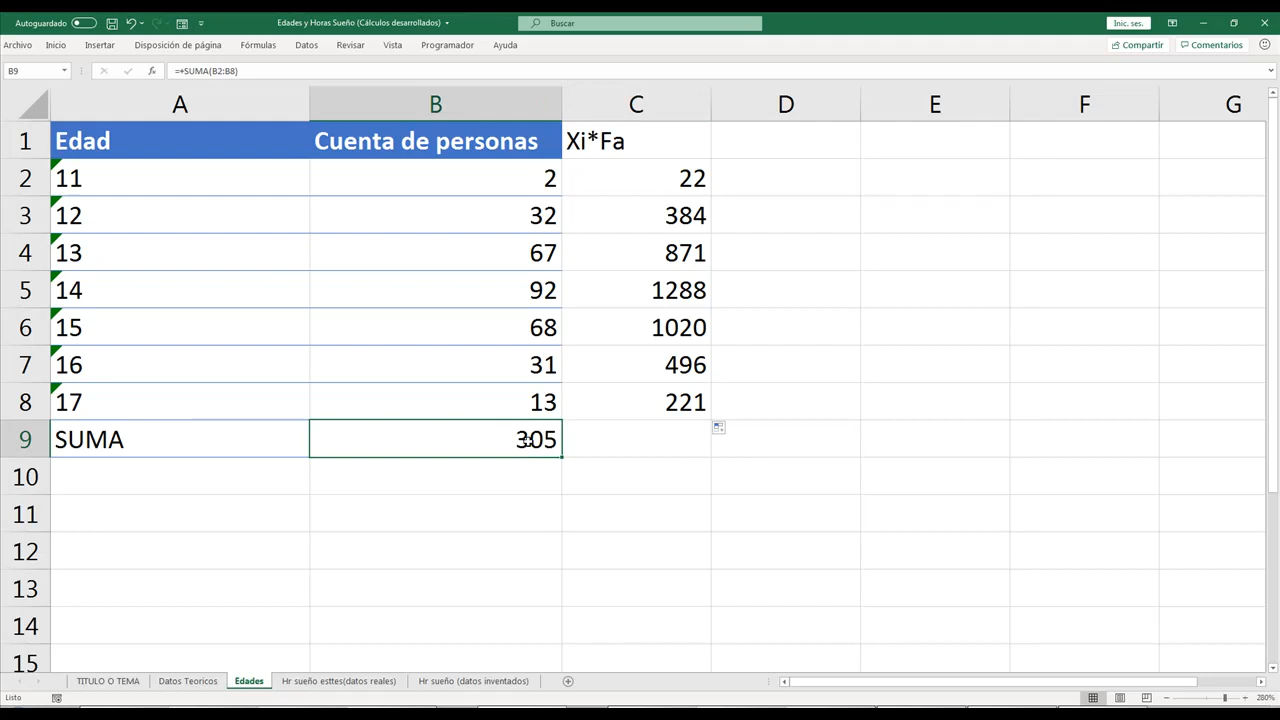 Autoguardado
Edades y Horas Sueño (Cálculos desarrollados)
Buscar
Inic. ses.
Archivo Inicio Insertar Disposición de página Fórmulas Datos Revisar Vista Programador Ayuda Compartir Comentarios
B9 fx =+SUMA(B2:B8)
A B C D E F G
1 Edad Cuenta de personas Xi*Fa
2 11 2 22
3 12 32 384
4 13 67 871
5 14 92 1288
6 15 68 1020
7 16 31 496
8 17 13 221
9 SUMA 305
10
11
12
13
14
15
TITULO O TEMA Datos Teoricos Edades Hr sueño esttes(datos reales) Hr sueño (datos inventados)
Listo 280%